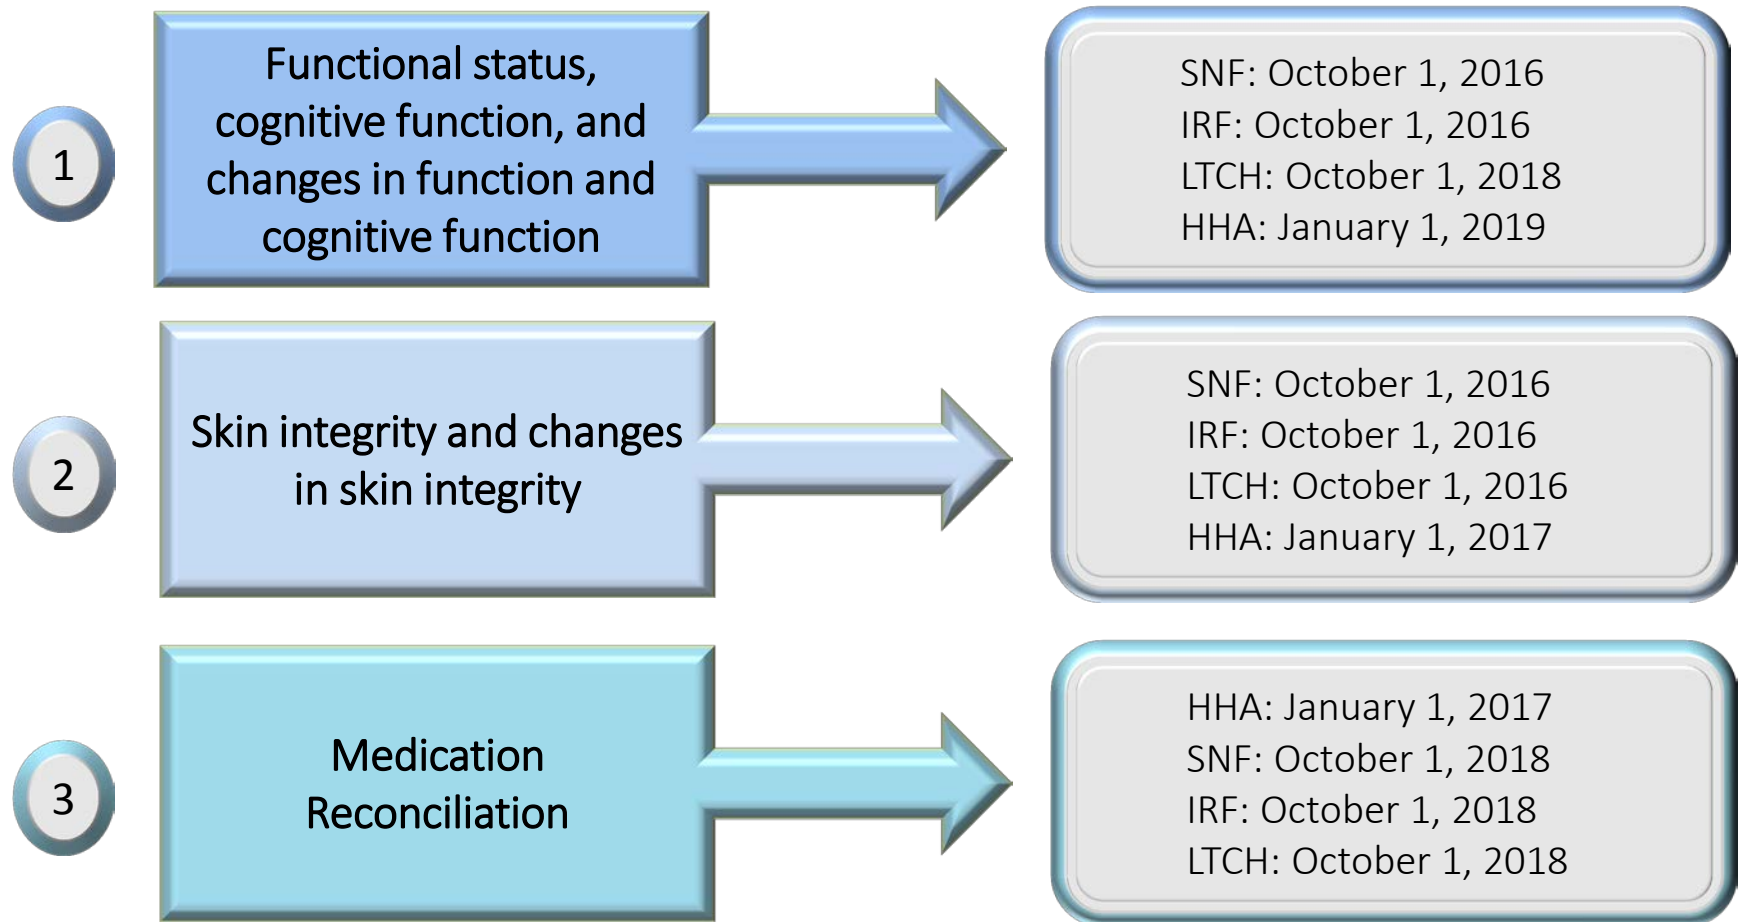 1
Functional status,
cognitive function, and
changes in function and
cognitive function
SNF: October 1, 2016
IRF: October 1, 2016
LTCH: October 1, 2018
HHA: January 1, 2019
2
Skin integrity and changes
in skin integrity
SNF: October 1, 2016
IRF: October 1, 2016
LTCH: October 1, 2016
HHA: January 1, 2017
3
Medication
Reconciliation
HHA: January 1, 2017
SNF: October 1, 2018
IRF: October 1, 2018
LTCH: October 1, 2018